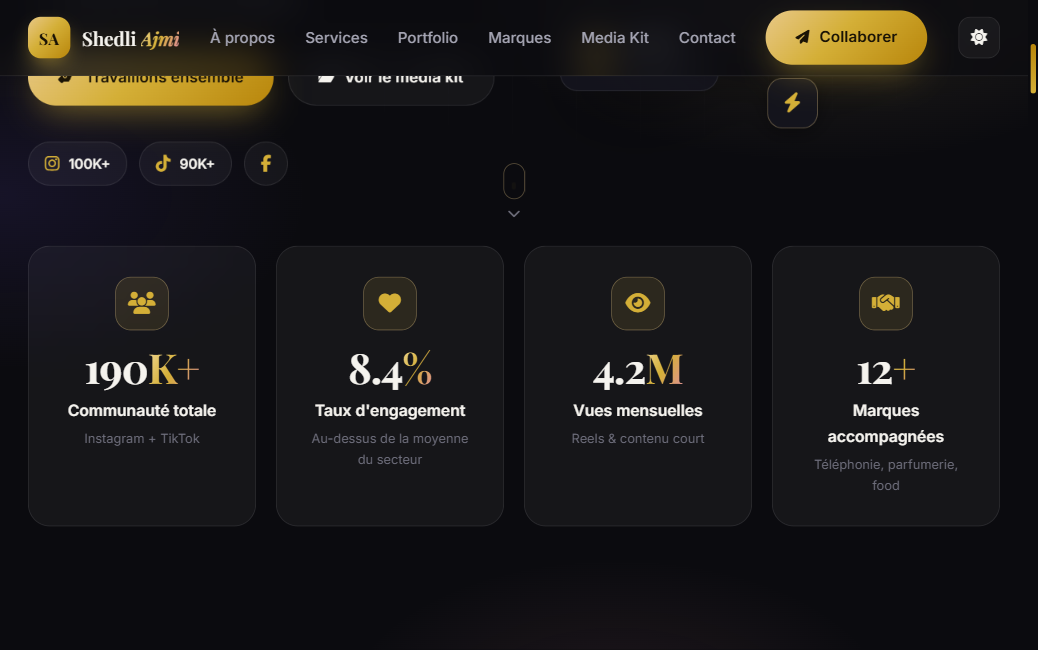 SA Shedli Ajmi À propos Services Portfolio Marques Media Kit Contact Collaborer
Travaillons ensemble Voir le media kit
100K+ 90K+
190K+ 8.4% 4.2M 12+
Communauté totale Taux d'engagement Vues mensuelles Marques
accompagnées
Instagram + TikTok Au-dessus de la moyenne
du secteur
Reels & contenu court
Téléphonie, parfumerie,
food